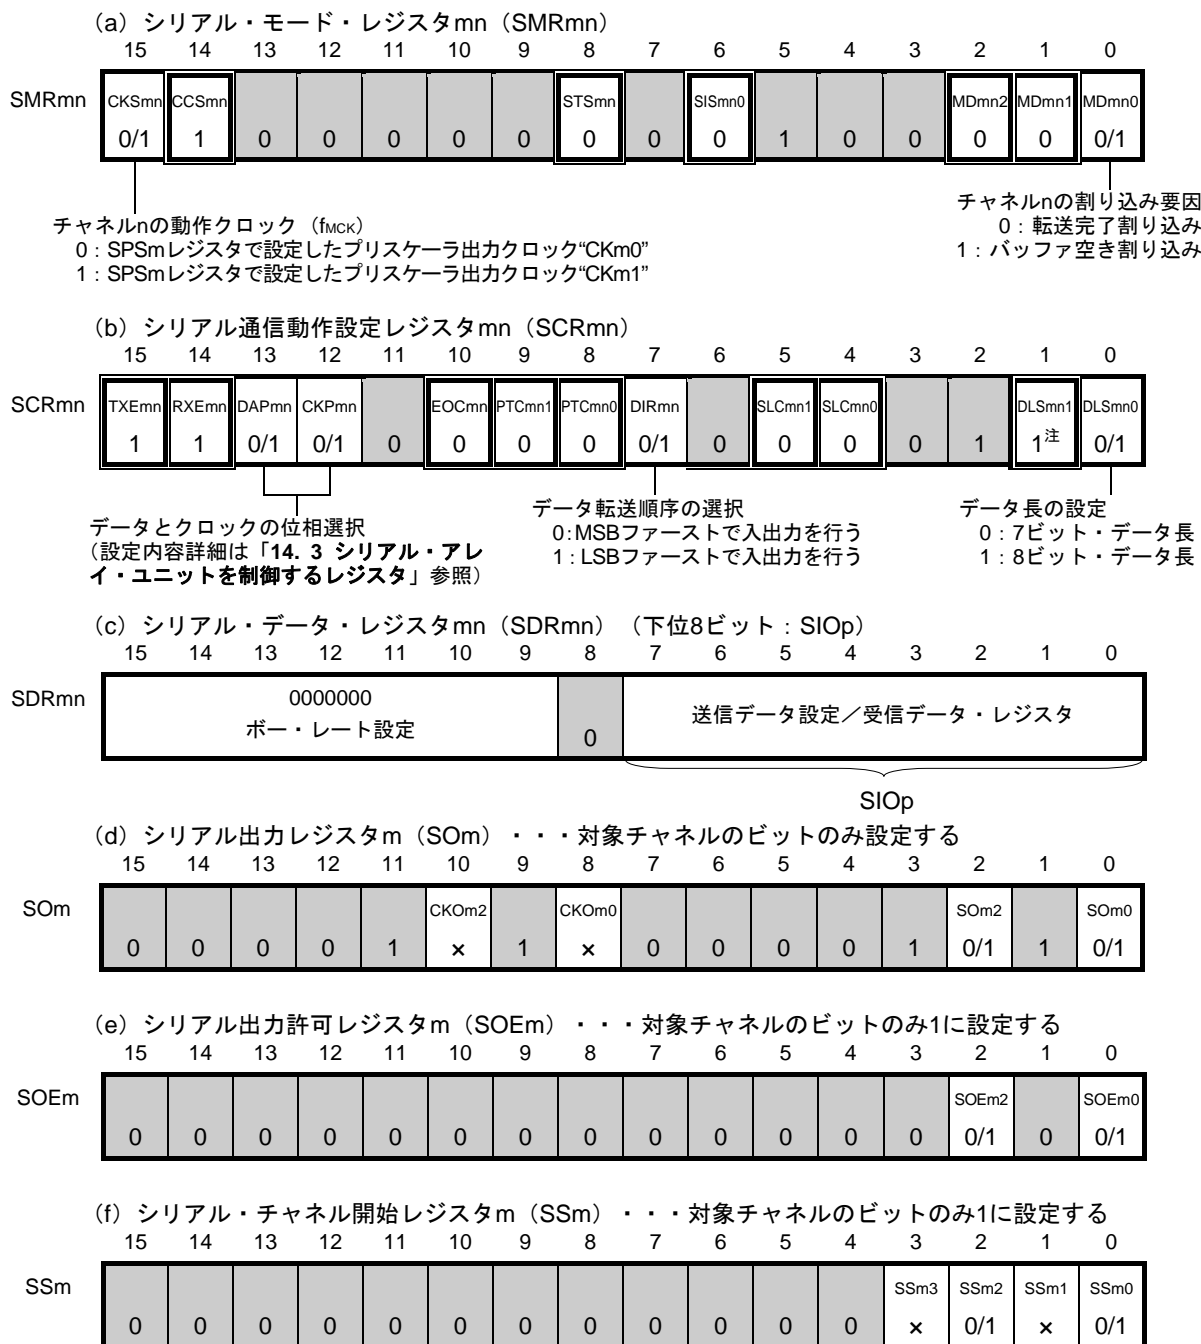 (a) シリアル・モード・レジスタmn(SMRmn)
15 14 13 12 11 10 9 8 7 6 5 4 3 2 1 0
SMRmn CKSmn CCSmn STSmn SISmn0 MDmn2 MDmn1 MDmn0
0/1 1 0 0 0 0 0 0 0 0 1 0 0 0 0 0/1
チャネルnの動作クロック(fMCK)
0:SPSmレジスタで設定したプリスケーラ出力クロック“CKm0”
1:SPSmレジスタで設定したプリスケーラ出力クロック“CKm1”
チャネルnの割り込み要因
0:転送完了割り込み
1:バッファ空き割り込み
(b) シリアル通信動作設定レジスタmn(SCRmn)
15 14 13 12 11 10 9 8 7 6 5 4 3 2 1 0
SCRmn TXEmn RXEmn DAPmn CKPmn EOCmn PTCmn1 PTCmn0 DIRmn SLCmn1 SLCmn0 DLSmn1 DLSmn0
1 1 0/1 0/1 0 0 0 0 0/1 0 0 0 0 1 1注 0/1
データとクロックの位相選択
(設定内容詳細は「14. 3 シリアル・アレ
イ・ユニットを制御するレジスタ」参照)
データ転送順序の選択
0:MSBファーストで入出力を行う
1:LSBファーストで入出力を行う
データ長の設定
0:7ビット・データ長
1:8ビット・データ長
(c) シリアル・データ・レジスタmn(SDRmn)(下位8ビット:SIOp)
15 14 13 12 11 10 9 8 7 6 5 4 3 2 1 0
SDRmn
0000000
ボー・レート設定
0
送信データ設定/受信データ・レジスタ
SIOp
(d) シリアル出力レジスタm(SOm)・・・対象チャネルのビットのみ設定する
15 14 13 12 11 10 9 8 7 6 5 4 3 2 1 0
SOm CKOm2 CKOm0 SOm2 SOm0
0 0 0 0 1 × 1 × 0 0 0 0 1 0/1 1 0/1
(e) シリアル出力許可レジスタm(SOEm)・・・対象チャネルのビットのみ1に設定する
15 14 13 12 11 10 9 8 7 6 5 4 3 2 1 0
SOEm SOEm2 SOEm0
0 0 0 0 0 0 0 0 0 0 0 0 0 0/1 0 0/1
(f) シリアル・チャネル開始レジスタm(SSm)・・・対象チャネルのビットのみ1に設定する
15 14 13 12 11 10 9 8 7 6 5 4 3 2 1 0
SSm SSm3 SSm2 SSm1 SSm0
0 0 0 0 0 0 0 0 0 0 0 0 × 0/1 × 0/1